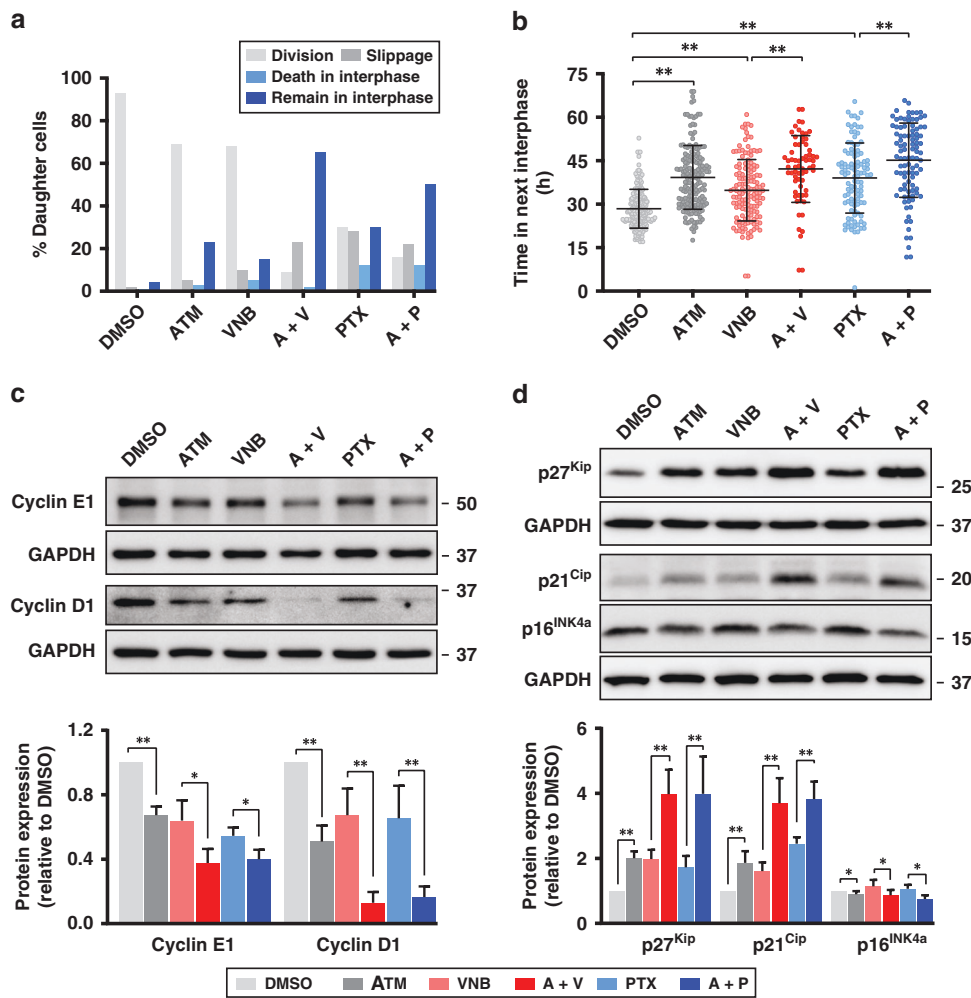 a
Division
Slippage
Death in interphase
Remain in interphase
% Daughter cells
100
80
60
40
20
0
DMSO
ATM
VNB
A + V
PTX
A + P
b
Time in next interphase
(h)
75
60
45
30
15
0
**
**
**
**
**
DMSO
ATM
VNB
A + V
PTX
A + P
c
DMSO
ATM
VNB
A + V
PTX
A + P
Cyclin E1
- 50
GAPDH
- 37
Cyclin D1
- 37
GAPDH
- 37
Protein expression
(relative to DMSO)
1.2
0.8
0.4
0.0
**
*
*
**
**
**
Cyclin E1
Cyclin D1
d
DMSO
ATM
VNB
A + V
PTX
A + P
p27Kip
- 25
GAPDH
- 37
p21Cip
- 20
p16INK4a
- 15
GAPDH
- 37
Protein expression
(relative to DMSO)
6
4
2
0
**
**
**
**
**
**
*
*
*
p27Kip
p21Cip
p16INK4a
DMSO
ATM
VNB
A + V
PTX
A + P